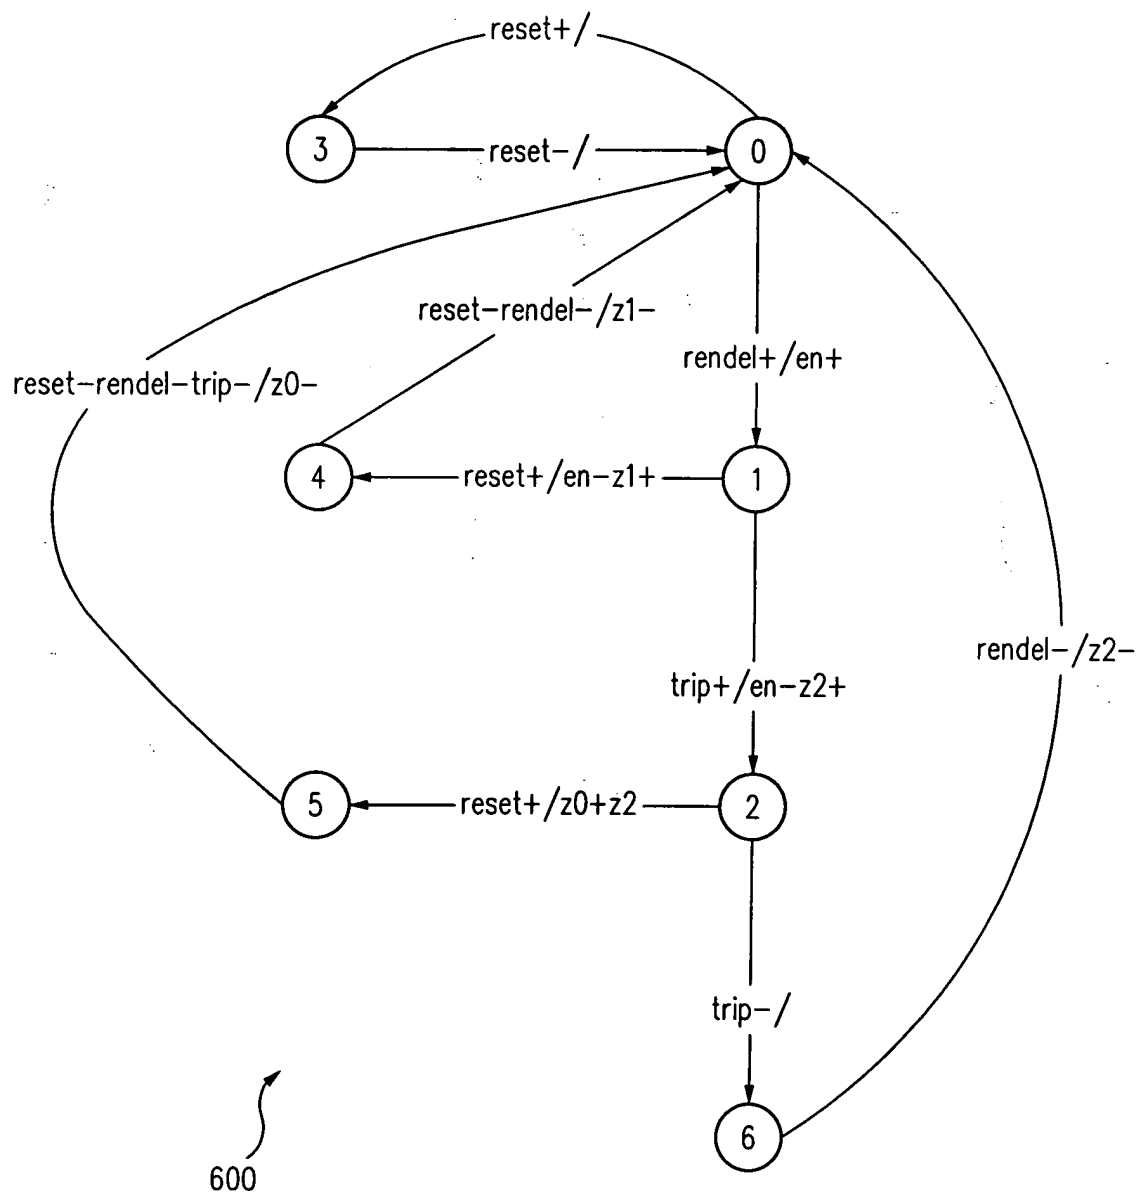 reset+/
3
reset-/
0
reset-rendel-/z1-
rendel+/en+
reset-rendel-trip-/z0-
4
reset+/en-z1+
1
rendel-/z2-
trip+/en-z2+
5
reset+/z0+z2
2
trip-/
6
600